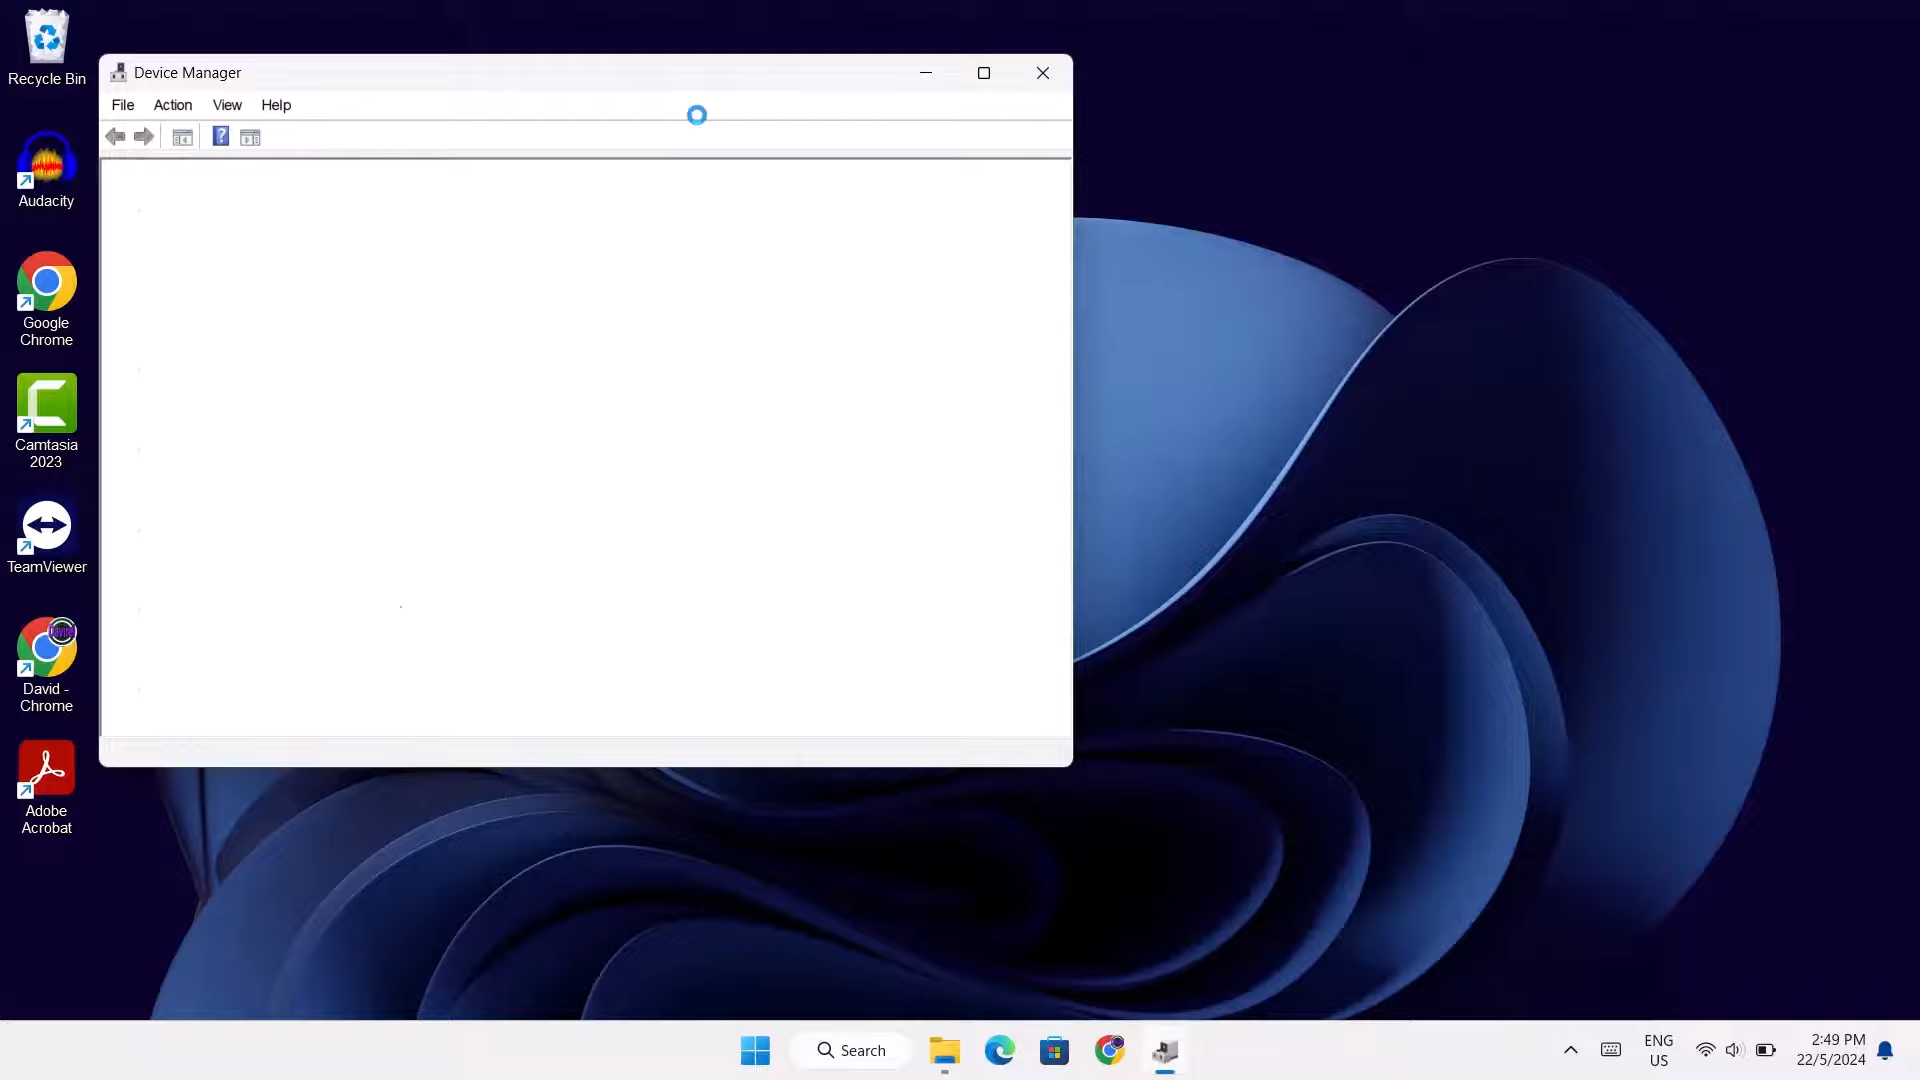 Recycle Bin
Audacity
Google
Chrome
Camtasia
2023
TeamViewer
David -
Chrome
Adobe
Acrobat
Device Manager
File Action View Help
Search
ENG
US
2:49 PM
22/5/2024